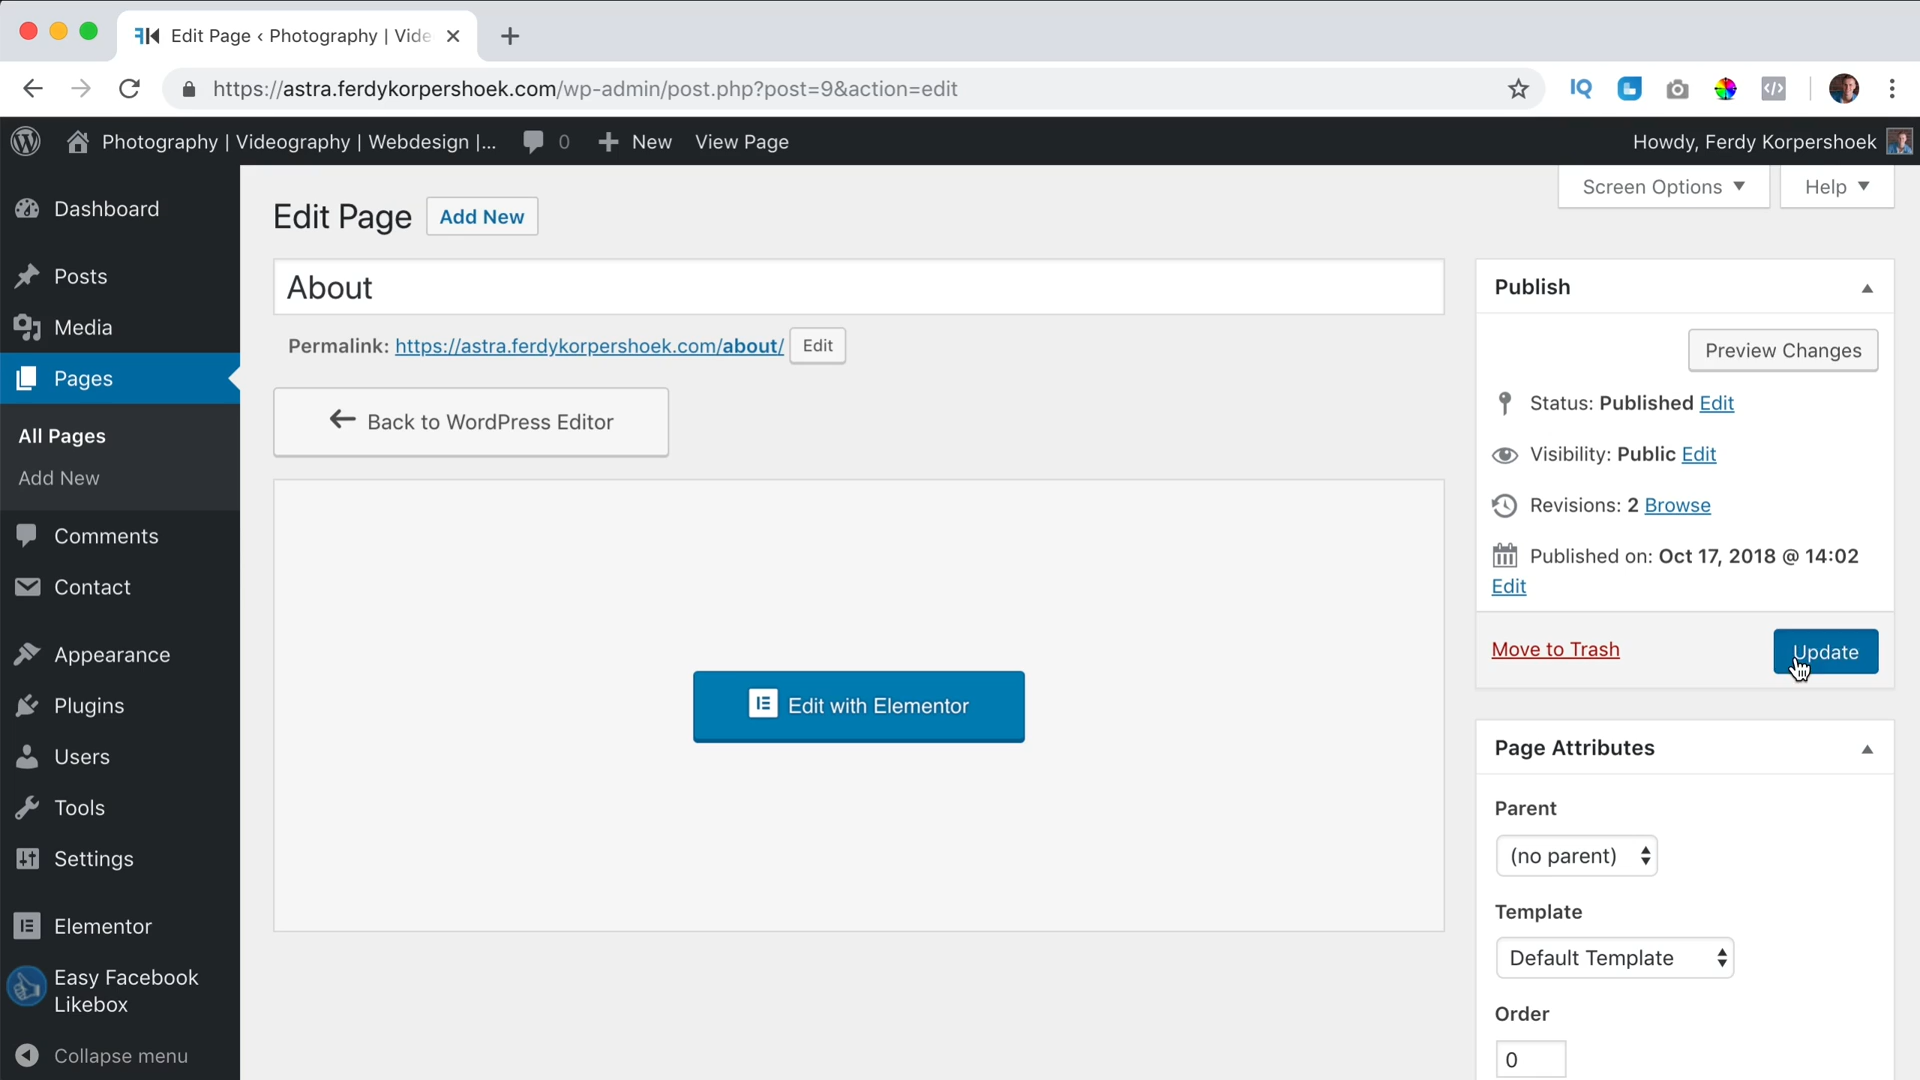 Edit Page ‹ Photography | Vide
https://astra.ferdykorpershoek.com/wp-admin/post.php?post=9&action=edit
IQ
Photography | Videography | Webdesign |... 0 New View Page
Howdy, Ferdy Korpershoek
Screen Options
Help
Dashboard
Posts
Media
Pages
All Pages
Add New
Comments
Contact
Appearance
Plugins
Users
Tools
Settings
Elementor
Easy Facebook
Likebox
Collapse menu
Edit Page
Add New
About
Permalink: https://astra.ferdykorpershoek.com/about/ Edit
Back to WordPress Editor
Edit with Elementor
Publish
Preview Changes
Status: Published Edit
Visibility: Public Edit
Revisions: 2 Browse
Published on: Oct 17, 2018 @ 14:02
Edit
Move to Trash
Update
Page Attributes
Parent
(no parent)
Template
Default Template
Order
0